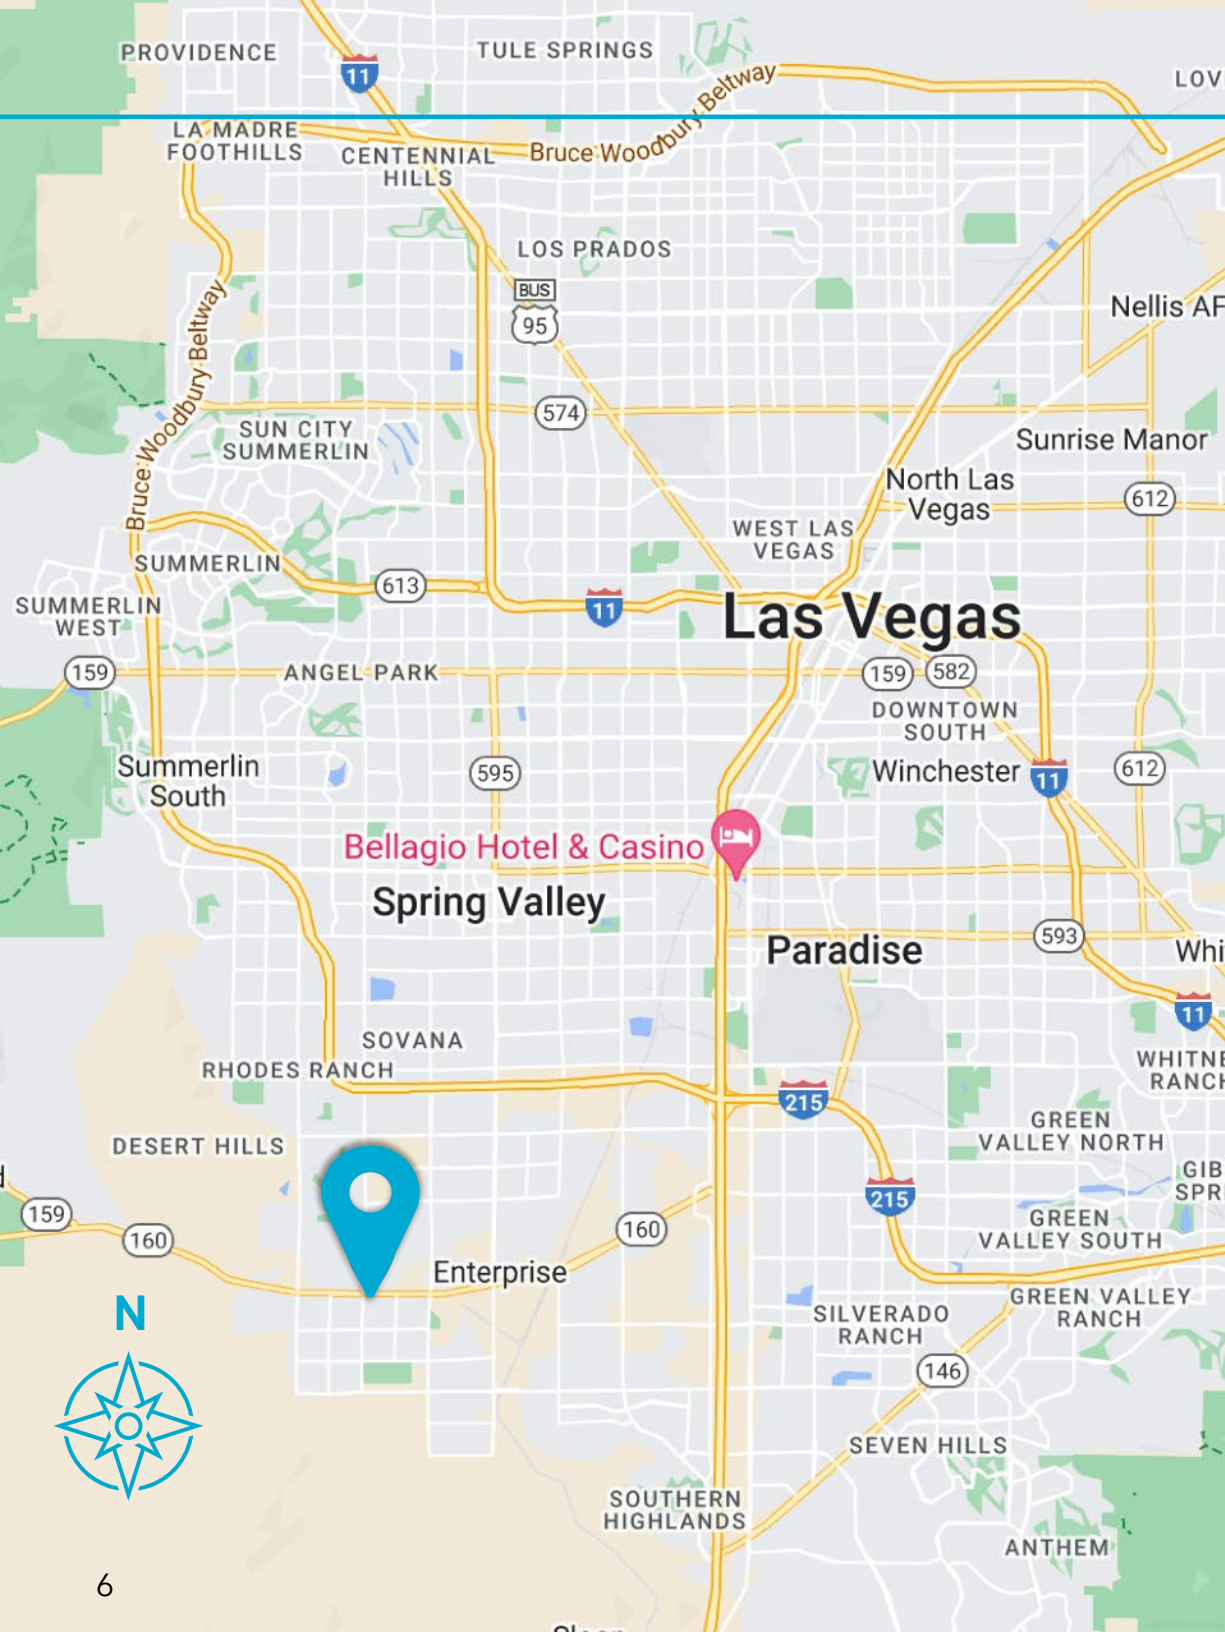 PROVIDENCE
TULE SPRINGS
11
Bruce Woodbury Beltway
LOV
LA MADRE
FOOTHILLS
CENTENNIAL
HILLS
LOS PRADOS
BUS
95
Nellis AF
Bruce Woodbury Beltway
574
SUN CITY
SUMMERLIN
Sunrise Manor
North Las
Vegas
612
WEST LAS
VEGAS
SUMMERLIN
613
11
SUMMERLIN
WEST
Las Vegas
159
ANGEL PARK
159
582
DOWNTOWN
SOUTH
Summerlin
South
595
Winchester
11
612
Bellagio Hotel & Casino
Spring Valley
Paradise
593
Whi
11
SOVANA
RHODES RANCH
WHITNE
RANCH
215
GREEN
VALLEY NORTH
DESERT HILLS
GIB
SPRI
215
159
160
160
GREEN
VALLEY SOUTH
Enterprise
N
GREEN VALLEY
RANCH
SILVERADO
RANCH
146
SEVEN HILLS
SOUTHERN
HIGHLANDS
ANTHEM
6